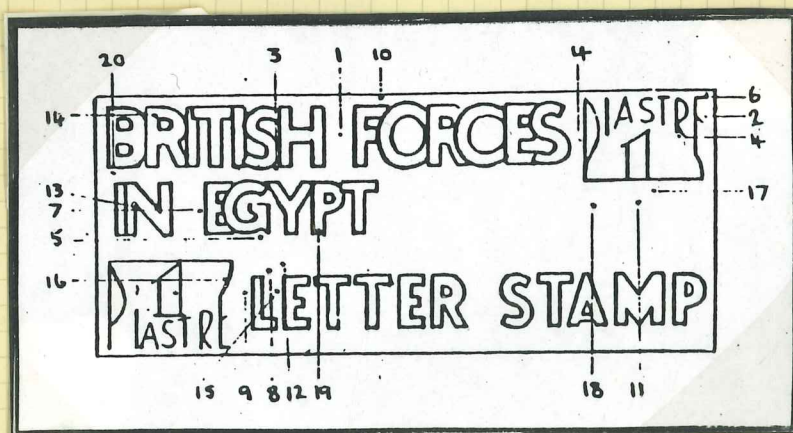 20 3 1 10 4 6
14 BRITISH FORCES 1 PIASTRE 2
4
13 IN EGYPT 17
7
5
16 1 PIASTRE LETTER STAMP
15 9 8 12 19 18 11